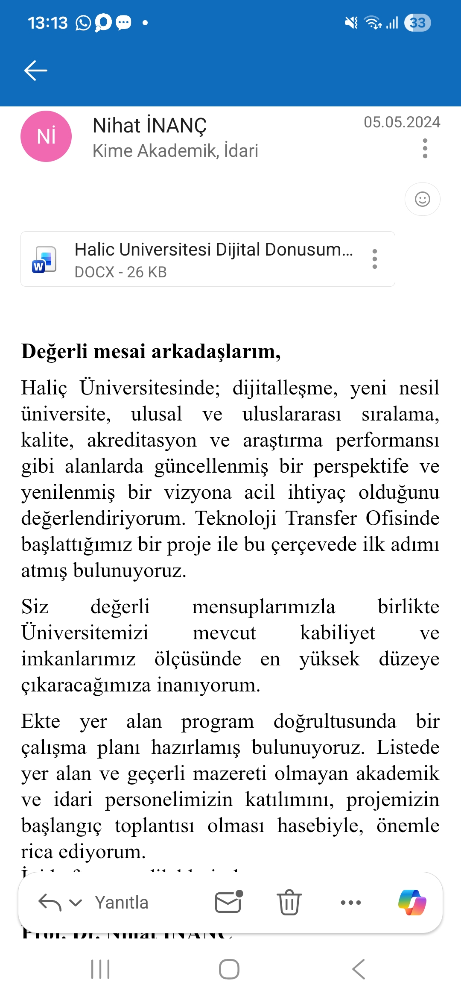 13:13
33
Nİ
Nihat İNANÇ
05.05.2024
Kime Akademik, İdari
Halic Universitesi Dijital Donusum...
W
DOCX - 26 KB
Değerli mesai arkadaşlarım,
Haliç Üniversitesinde; dijitalleşme, yeni nesil
üniversite, ulusal ve uluslararası sıralama,
kalite, akreditasyon ve araştırma performansı
gibi alanlarda güncellenmiş bir perspektife ve
yenilenmiş bir vizyona acil ihtiyaç olduğunu
değerlendiriyorum. Teknoloji Transfer Ofisinde
başlattığımız bir proje ile bu çerçevede ilk adımı
atmış bulunuyoruz.
Siz değerli mensuplarımızla birlikte
Üniversitemizi mevcut kabiliyet ve
imkanlarımız ölçüsünde en yüksek düzeye
çıkaracağımıza inanıyorum.
Ekte yer alan program doğrultusunda bir
çalışma planı hazırlamış bulunuyoruz. Listede
yer alan ve geçerli mazereti olmayan akademik
ve idari personelimizin katılımını, projemizin
başlangıç toplantısı olması hasebiyle, önemle
rica ediyorum.
Yanıtla
Prof. Dr. Nihat İNANÇ